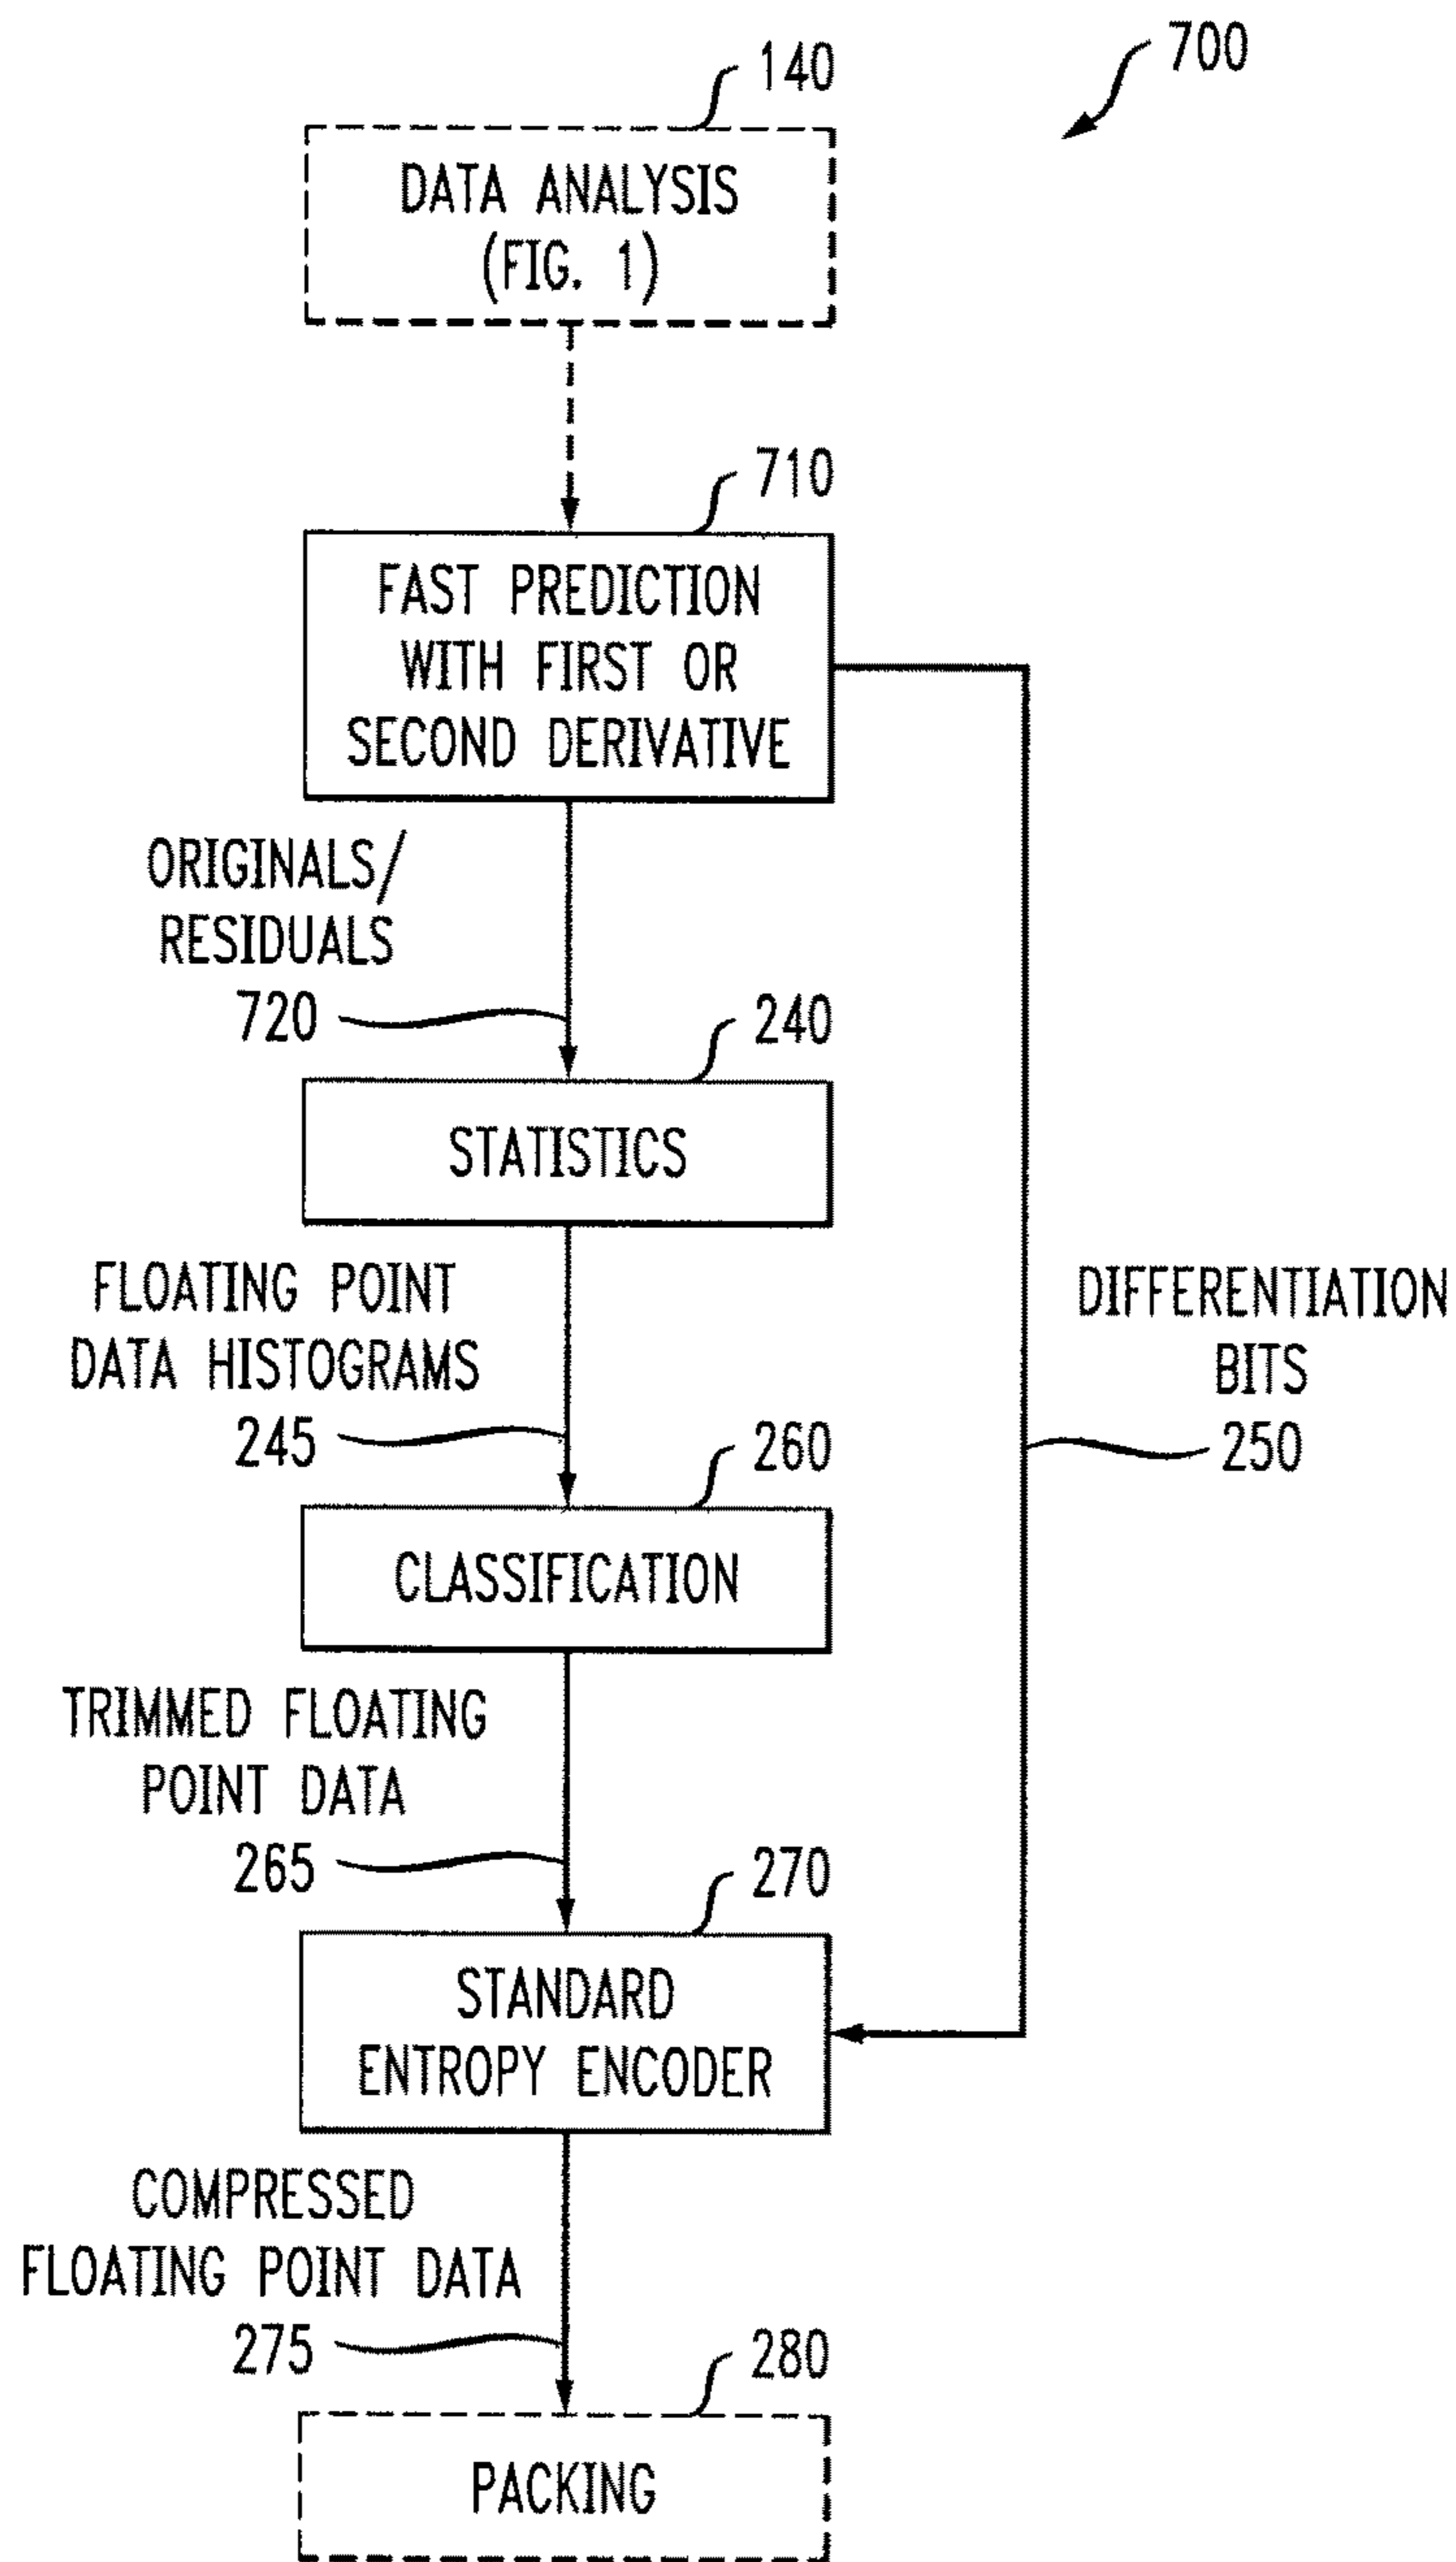 700
140
DATA ANALYSIS
(FIG. 1)
710
FAST PREDICTION
WITH FIRST OR
SECOND DERIVATIVE
ORIGINALS/
RESIDUALS
720
240
STATISTICS
FLOATING POINT
DATA HISTOGRAMS
245
DIFFERENTIATION
BITS
250
260
CLASSIFICATION
TRIMMED FLOATING
POINT DATA
265
270
STANDARD
ENTROPY ENCODER
COMPRESSED
FLOATING POINT DATA
275
280
PACKING